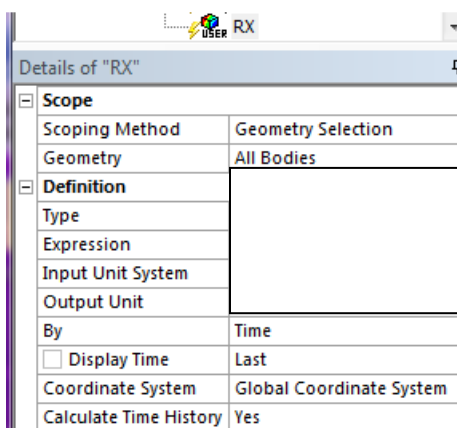 USER RX
Details of "RX"
Scope
Scoping Method Geometry Selection
Geometry All Bodies
Definition
Type
Expression
Input Unit System
Output Unit
By Time
Display Time Last
Coordinate System Global Coordinate System
Calculate Time History Yes